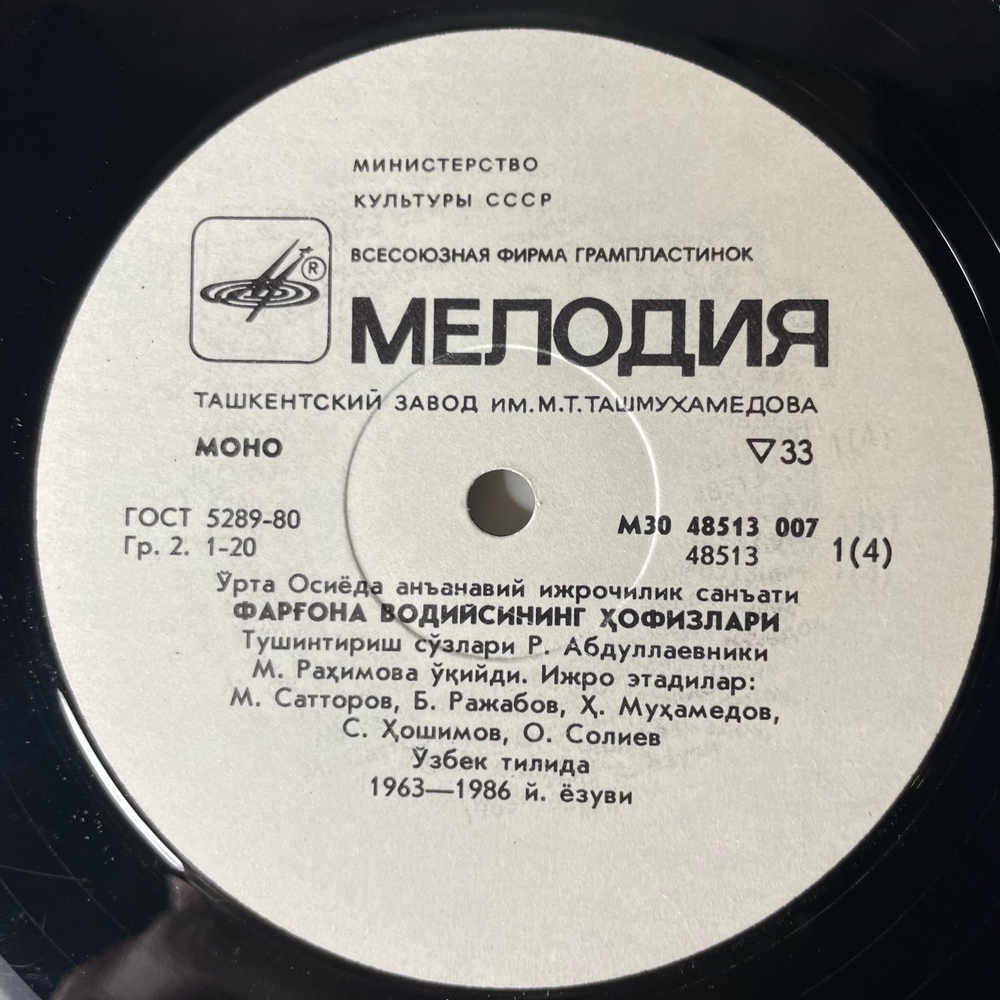 МИНИСТЕРСТВО
КУЛЬТУРЫ СССР
ВСЕСОЮЗНАЯ ФИРМА ГРАМПЛАСТИНОК
®
МЕЛОДИЯ
ТАШКЕНТСКИЙ ЗАВОД ИМ.М.Т.ТАШМУХАМЕДОВА
МОНО ▽33
ГОСТ 5289-80 М30 48513 007
Гр. 2. 1-20 48513 1(4)
Ўрта Осиёда анъанавий ижрочилик санъати
ФАРҒОНА ВОДИЙСИНИНГ ҲОФИЗЛАРИ
Тушинтириш сўзлари Р. Абдуллаевники
М. Раҳимова ўқийди. Ижро этадилар:
М. Сатторов, Б. Ражабов, Ҳ. Муҳамедов,
С. Ҳошимов, О. Солиев
Ўзбек тилида
1963—1986 й. ёзуви